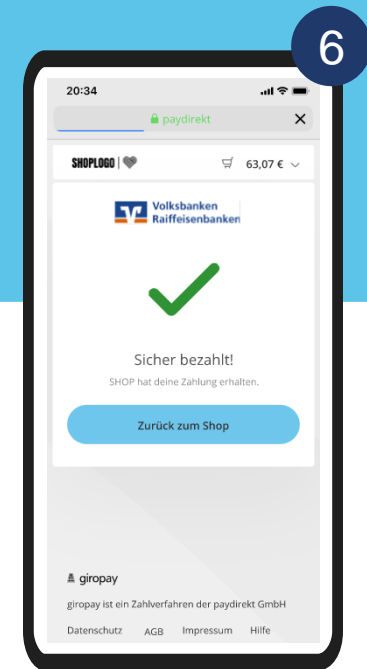 6
20:34
paydirekt
SHOPLOGO
63,07 €
Volksbanken
Raiffeisenbanken
Sicher bezahlt!
SHOP hat deine Zahlung erhalten.
Zurück zum Shop
giropay
giropay ist ein Zahlverfahren der paydirekt GmbH
Datenschutz AGB Impressum Hilfe